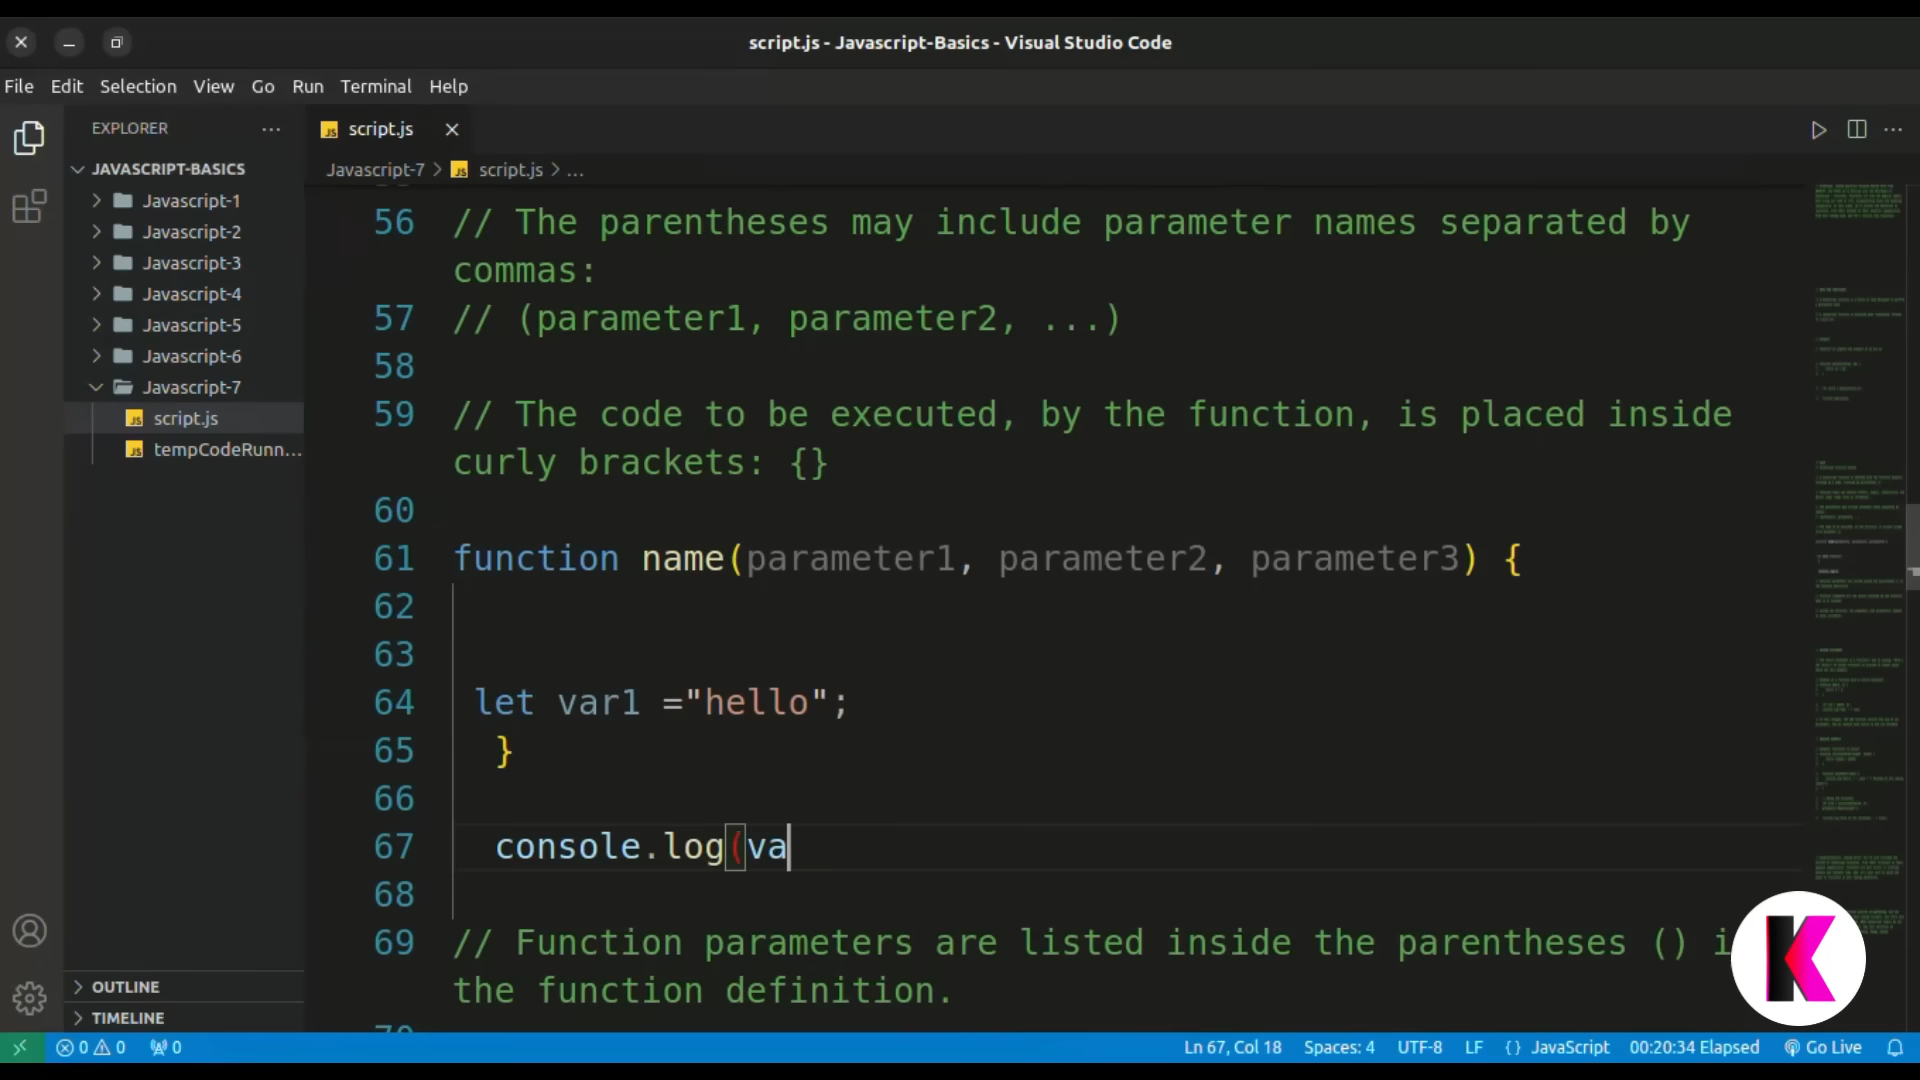 script.js - Javascript-Basics - Visual Studio Code
File Edit Selection View Go Run Terminal Help
EXPLORER
script.js
JAVASCRIPT-BASICS
Javascript-7 > script.js > ...
Javascript-1
Javascript-2
Javascript-3
Javascript-4
Javascript-5
Javascript-6
Javascript-7
script.js
tempCodeRunn...
56 // The parentheses may include parameter names separated by
commas:
57 // (parameter1, parameter2, ...)
58
59 // The code to be executed, by the function, is placed inside
curly brackets: {}
60
61 function name(parameter1, parameter2, parameter3) {
62
63
64 let var1 ="hello";
65 }
66
67 console.log(va
68
69 // Function parameters are listed inside the parentheses () i
the function definition.
OUTLINE
TIMELINE
K
0 0 0 Ln 67, Col 18 Spaces: 4 UTF-8 LF {} JavaScript 00:20:34 Elapsed Go Live